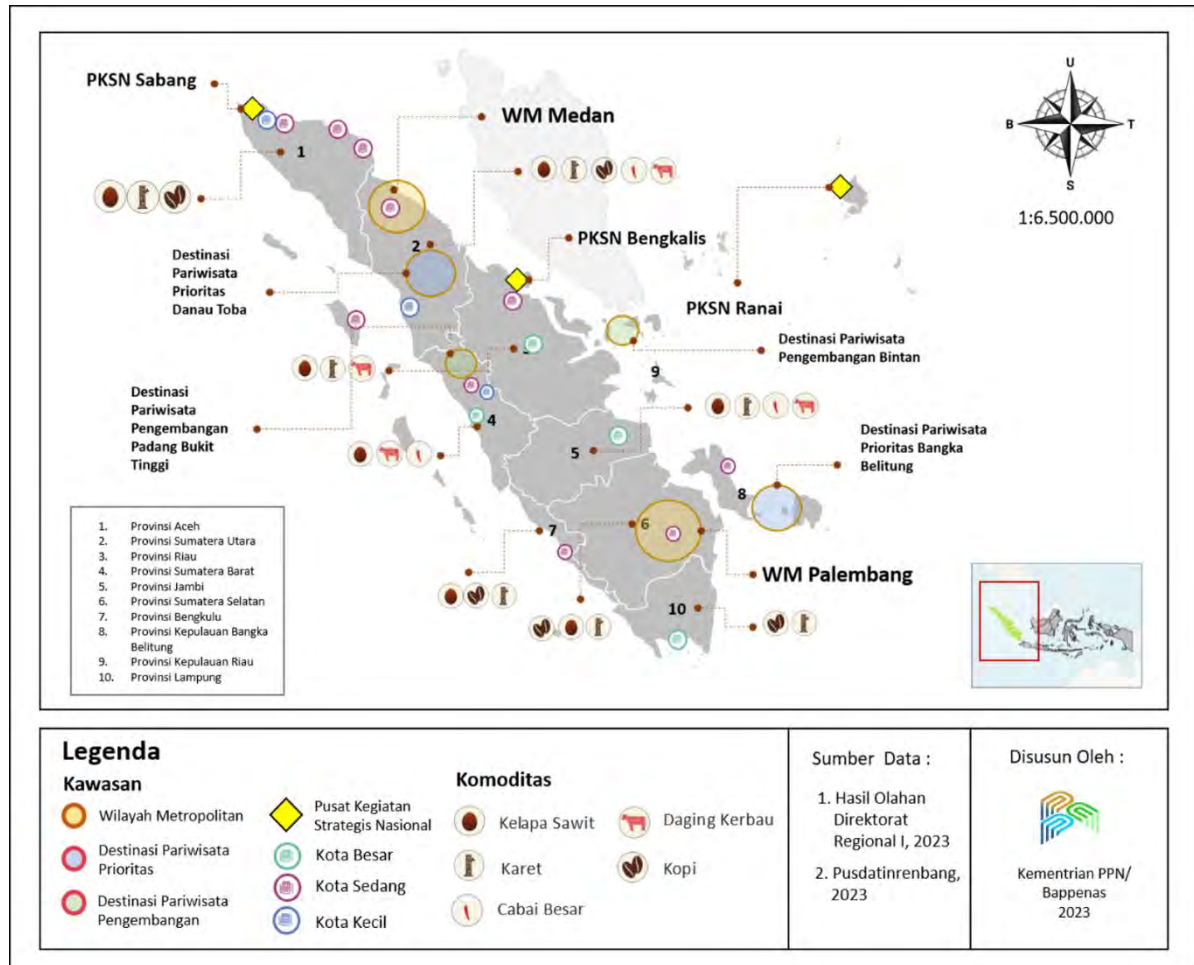 PKSN Sabang
WM Medan
U
B
T
S
1:6.500.000
1
2
PKSN Bengkalis
PKSN Ranai
Destinasi
Pariwisata
Prioritas
Danau Toba
Destinasi Pariwisata
Pengembangan Bintan
9
Destinasi
Pariwisata
Pengembangan
Padang Bukit
Tinggi
4
5
Destinasi Pariwisata
Prioritas Bangka
Belitung
8
6
7
WM Palembang
10
1. Provinsi Aceh
2. Provinsi Sumatera Utara
3. Provinsi Riau
4. Provinsi Sumatera Barat
5. Provinsi Jambi
6. Provinsi Sumatera Selatan
7. Provinsi Bengkulu
8. Provinsi Kepulauan Bangka
Belitung
9. Provinsi Kepulauan Riau
10. Provinsi Lampung
Legenda
Kawasan
Wilayah Metropolitan
Destinasi Pariwisata
Prioritas
Destinasi Pariwisata
Pengembangan
Pusat Kegiatan
Strategis Nasional
Kota Besar
Kota Sedang
Kota Kecil
Komoditas
Kelapa Sawit
Karet
Cabai Besar
Daging Kerbau
Kopi
Sumber Data :
1. Hasil Olahan
Direktorat
Regional I, 2023
2. Pusdatinrenbang,
2023
Disusun Oleh :
Kementrian PPN/
Bappenas
2023